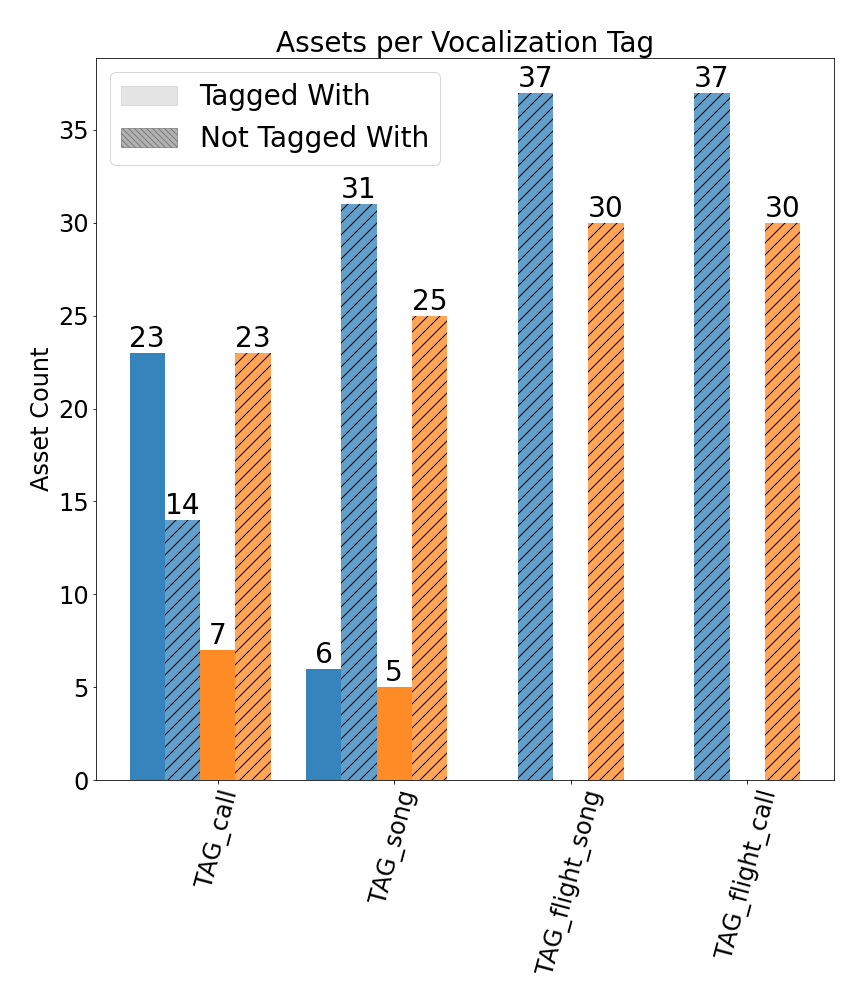 Assets per Vocalization Tag
Tagged With
Not Tagged With
Asset Count
35
30
25
20
15
10
5
0
23
14
7
23
6
31
5
25
37
30
37
30
TAG_call
TAG_song
TAG_flight_song
TAG_flight_call